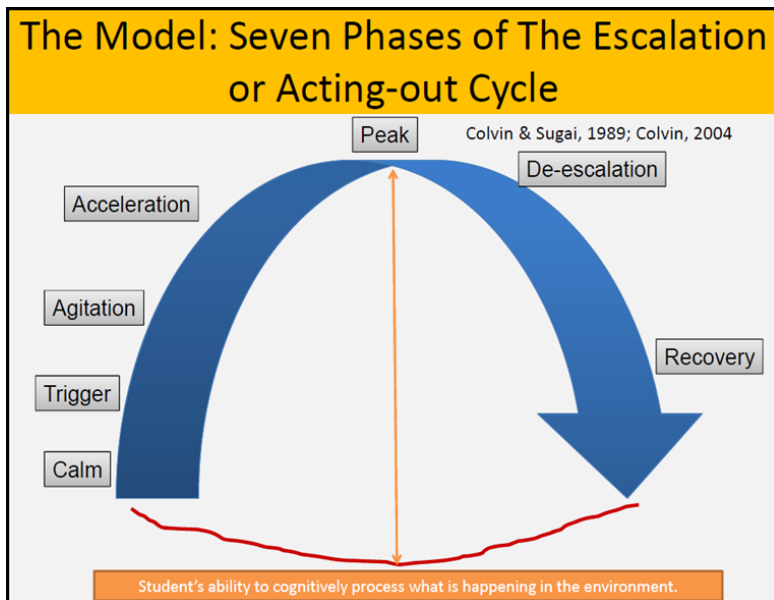 The Model: Seven Phases of The Escalation
or Acting-out Cycle
Peak
Colvin & Sugai, 1989; Colvin, 2004
De-escalation
Acceleration
Agitation
Recovery
Trigger
Calm
Student's ability to cognitively process what is happening in the environment.